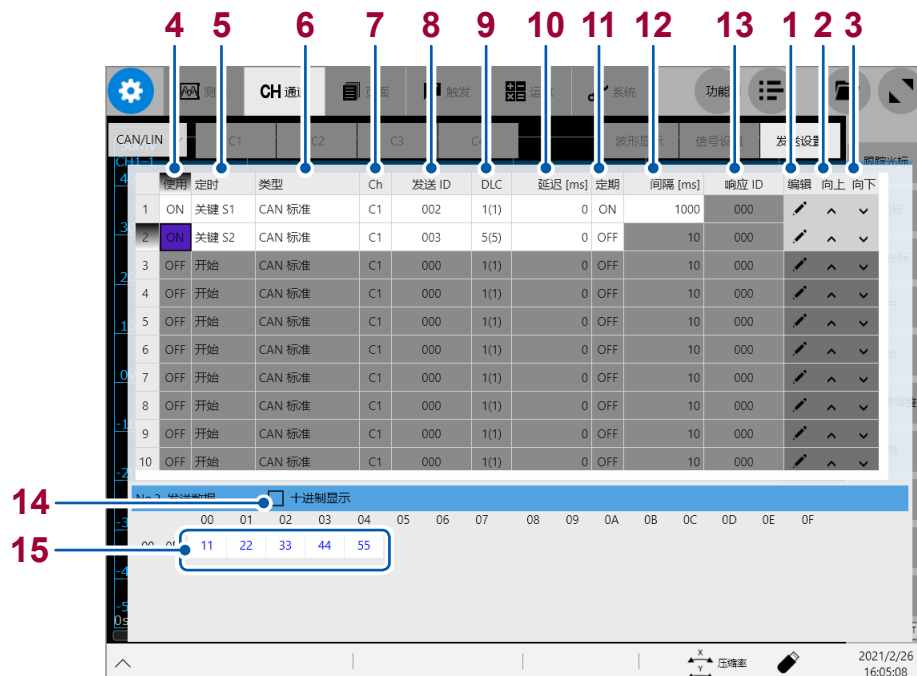 4 5 6 7 8 9 10 11 12 13 1 2 3
CH 通道 触发 系统 功能
CAN/LIN C1 C2 C3 C4 波形显示 信号设置 发送设置
CH1-1 跟踪光标
使用 定时 类型 Ch 发送 ID DLC 延迟 [ms] 定期 间隔 [ms] 响应 ID 编辑 向上 向下
1 ON 关键 S1 CAN 标准 C1 002 1(1) 0 ON 1000 000
2 ON 关键 S2 CAN 标准 C1 003 5(5) 0 OFF 10 000
3 OFF 开始 CAN 标准 C1 000 1(1) 0 OFF 10 000
4 OFF 开始 CAN 标准 C1 000 1(1) 0 OFF 10 000
5 OFF 开始 CAN 标准 C1 000 1(1) 0 OFF 10 000
6 OFF 开始 CAN 标准 C1 000 1(1) 0 OFF 10 000
7 OFF 开始 CAN 标准 C1 000 1(1) 0 OFF 10 000
8 OFF 开始 CAN 标准 C1 000 1(1) 0 OFF 10 000
9 OFF 开始 CAN 标准 C1 000 1(1) 0 OFF 10 000
10 OFF 开始 CAN 标准 C1 000 1(1) 0 OFF 10 000
14 No.2 发送数据 十进制显示
00 01 02 03 04 05 06 07 08 09 0A 0B 0C 0D 0E 0F
15 11 22 33 44 55
0s
X
Y 压缩率 2021/2/26
16:05:08